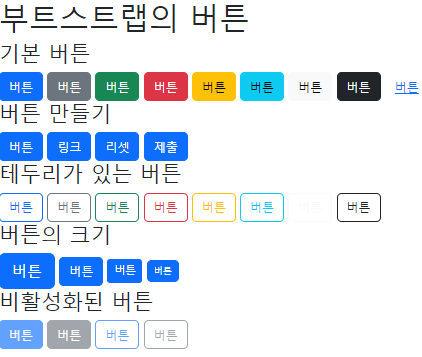 부트스트랩의 버튼
기본 버튼
버튼 버튼 버튼 버튼 버튼 버튼 버튼 버튼 버튼
버튼 만들기
버튼 링크 리셋 제출
테두리가 있는 버튼
버튼 버튼 버튼 버튼 버튼 버튼 버튼
버튼의 크기
버튼 버튼 버튼 버튼
비활성화된 버튼
버튼 버튼 버튼 버튼